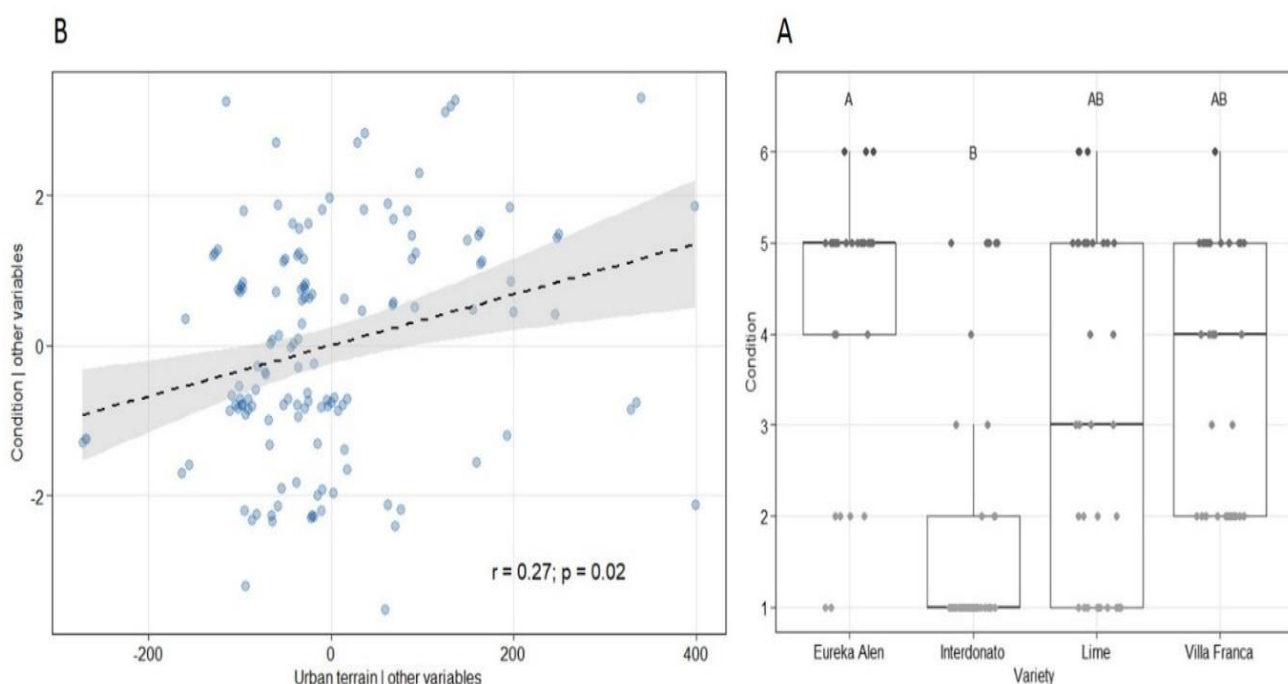 B
Condition | other variables
2
0
-2
r = 0.27; p = 0.02
-200
0
200
400
Urban terrain | other variables
A
Condition
6
5
4
3
2
1
A
B
AB
AB
Eureka Alen
Interdonato
Lime
Villa Franca
Variety